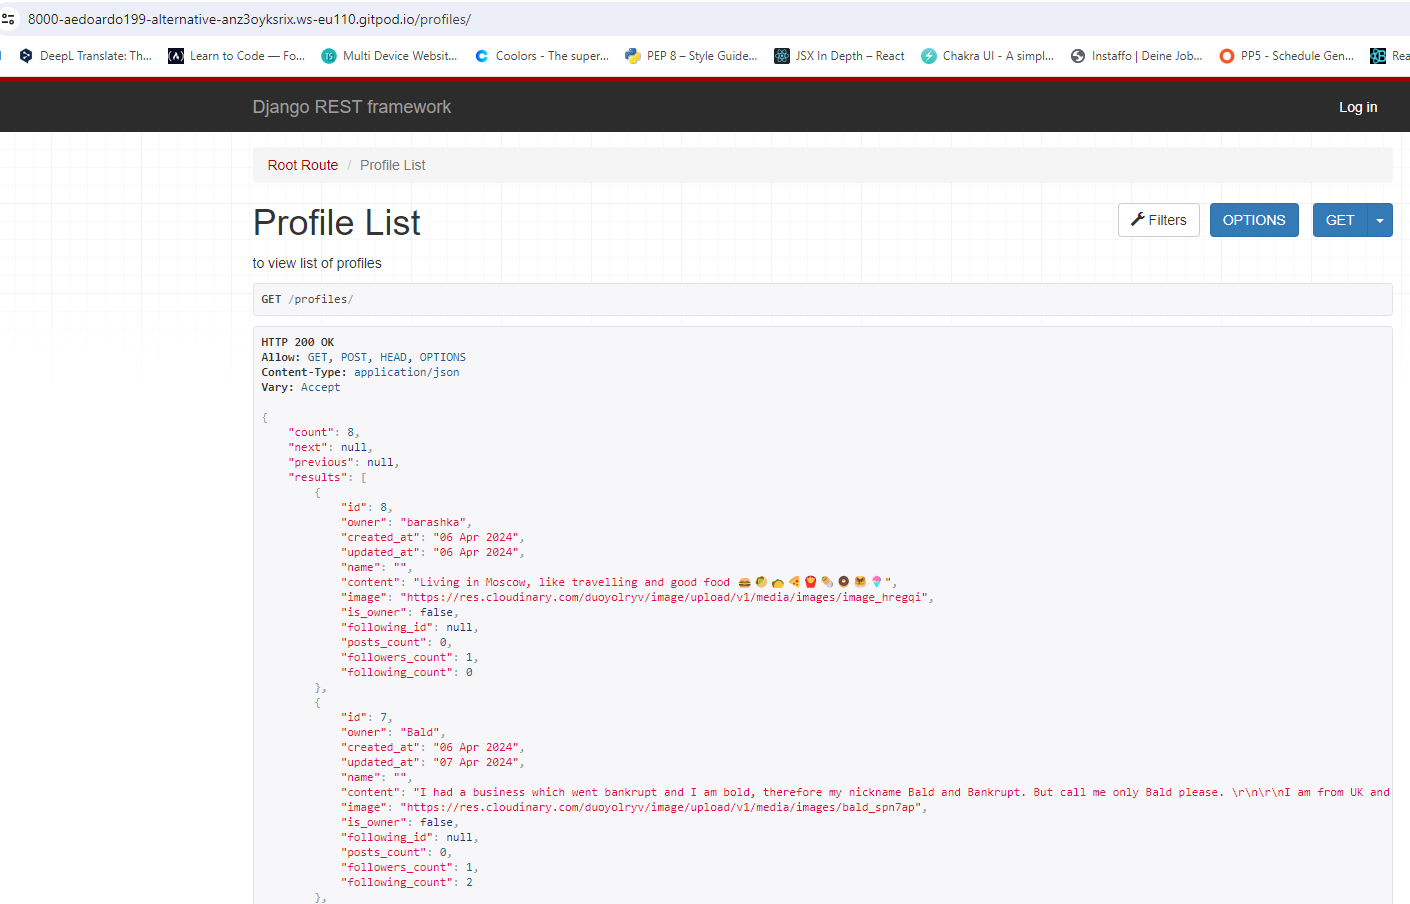 8000-aedoardo199-alternative-anz3oyksrix.ws-eu110.gitpod.io/profiles/
DeepL Translate: Th... Learn to Code — Fo... Multi Device Websit... Coolors - The super... PEP 8 – Style Guide... JSX In Depth – React Chakra UI - A simpl... Instaffo | Deine Job... PP5 - Schedule Gen... Rea
Django REST framework Log in
Root Route / Profile List
Profile List Filters OPTIONS GET
to view list of profiles
GET /profiles/
HTTP 200 OK
Allow: GET, POST, HEAD, OPTIONS
Content-Type: application/json
Vary: Accept
{
"count": 8,
"next": null,
"previous": null,
"results": [
{
"id": 8,
"owner": "barashka",
"created_at": "06 Apr 2024",
"updated_at": "06 Apr 2024",
"name": "",
"content": "Living in Moscow, like travelling and good food 🍔🥙🌮🍕🍟🌯🍩🍯🍧",
"image": "https://res.cloudinary.com/duoyolryv/image/upload/v1/media/images/image_hregqi",
"is_owner": false,
"following_id": null,
"posts_count": 0,
"followers_count": 1,
"following_count": 0
},
{
"id": 7,
"owner": "Bald",
"created_at": "06 Apr 2024",
"updated_at": "07 Apr 2024",
"name": "",
"content": "I had a business which went bankrupt and I am bold, therefore my nickname Bald and Bankrupt. But call me only Bald please. \r\n\r\nI am from UK and
"image": "https://res.cloudinary.com/duoyolryv/image/upload/v1/media/images/bald_spn7ap",
"is_owner": false,
"following_id": null,
"posts_count": 0,
"followers_count": 1,
"following_count": 2
},